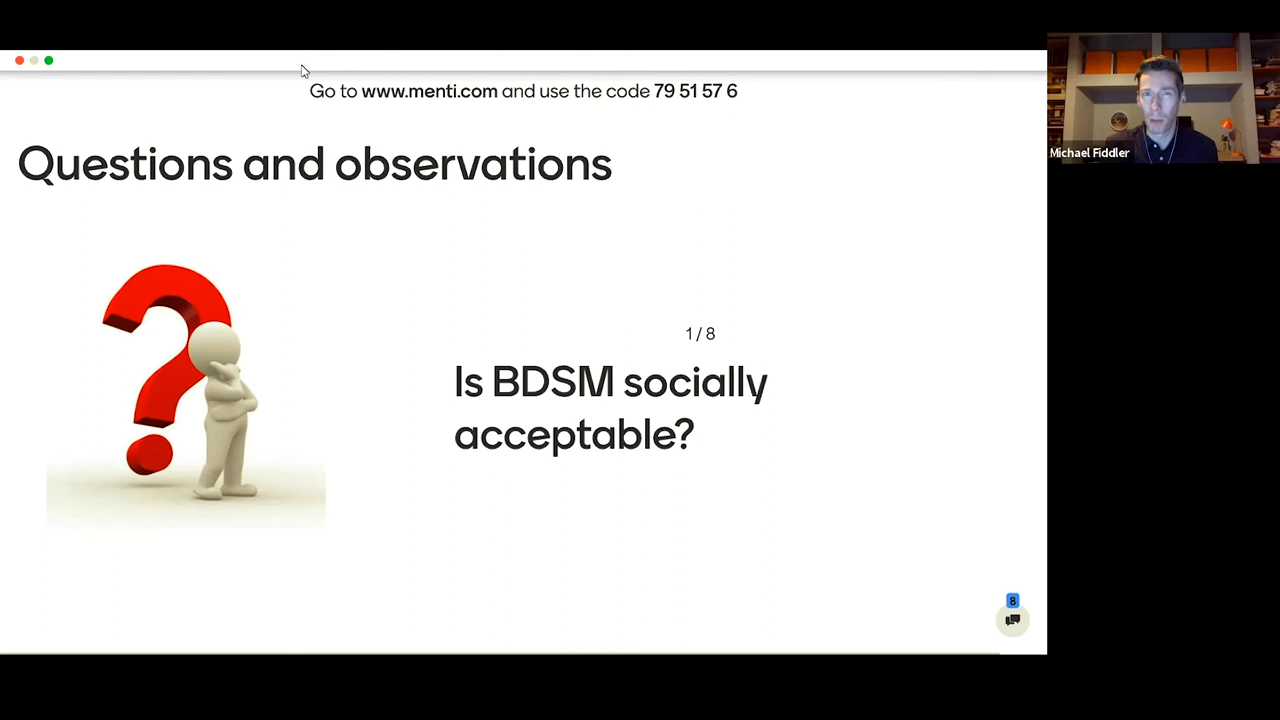 Go to www.menti.com and use the code 79 51 57 6
Michael Fiddler
Questions and observations
1 / 8
Is BDSM socially
acceptable?
8